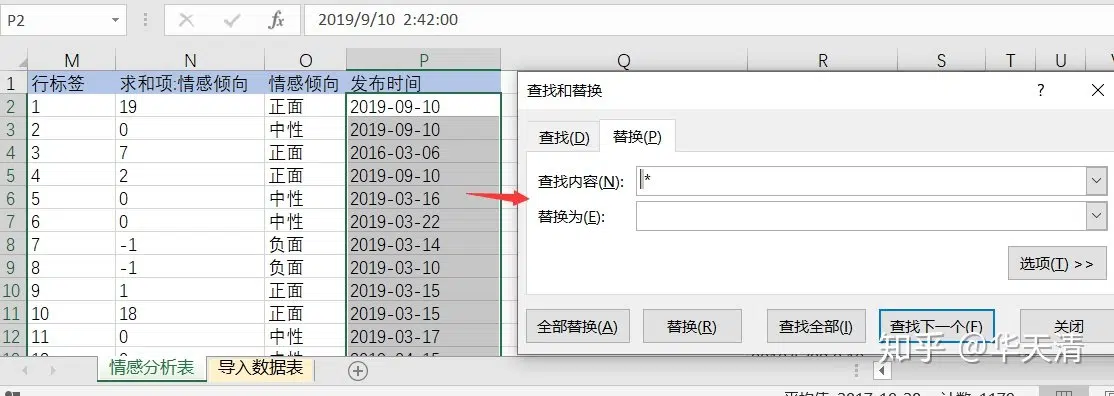 P2 fx 2019/9/10 2:42:00
M N O P Q R S T U
1 行标签 求和项:情感倾向 情感倾向 发布时间
2 1 19 正面 2019-09-10
3 2 0 中性 2019-09-10
4 3 7 正面 2016-03-06
5 4 2 正面 2019-09-10
6 5 0 中性 2019-03-16
7 6 0 中性 2019-03-22
8 7 -1 负面 2019-03-14
9 8 -1 负面 2019-03-10
10 9 1 正面 2019-03-15
11 10 18 正面 2019-03-15
12 11 0 中性 2019-03-17
查找和替换 ?
查找(D) 替换(P)
查找内容(N): *
替换为(E):
选项(T) >>
全部替换(A) 替换(R) 查找全部(I) 查找下一个(F) 关闭
情感分析表 导入数据表
知乎 @华天清